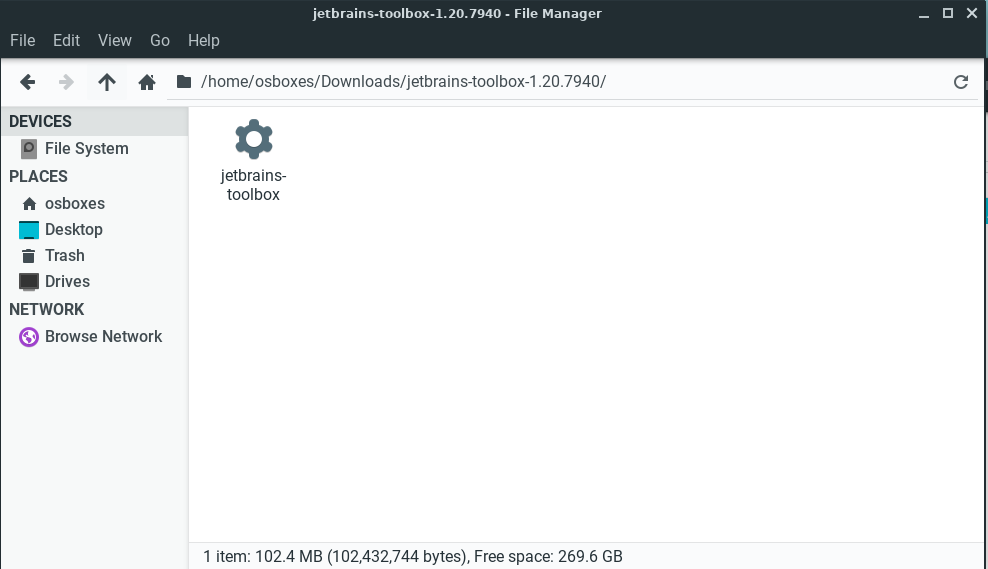 jetbrains-toolbox-1.20.7940 - File Manager
File Edit View Go Help
/home/osboxes/Downloads/jetbrains-toolbox-1.20.7940/
DEVICES
File System
PLACES
osboxes
Desktop
Trash
Drives
NETWORK
Browse Network
jetbrains-
toolbox
1 item: 102.4 MB (102,432,744 bytes), Free space: 269.6 GB